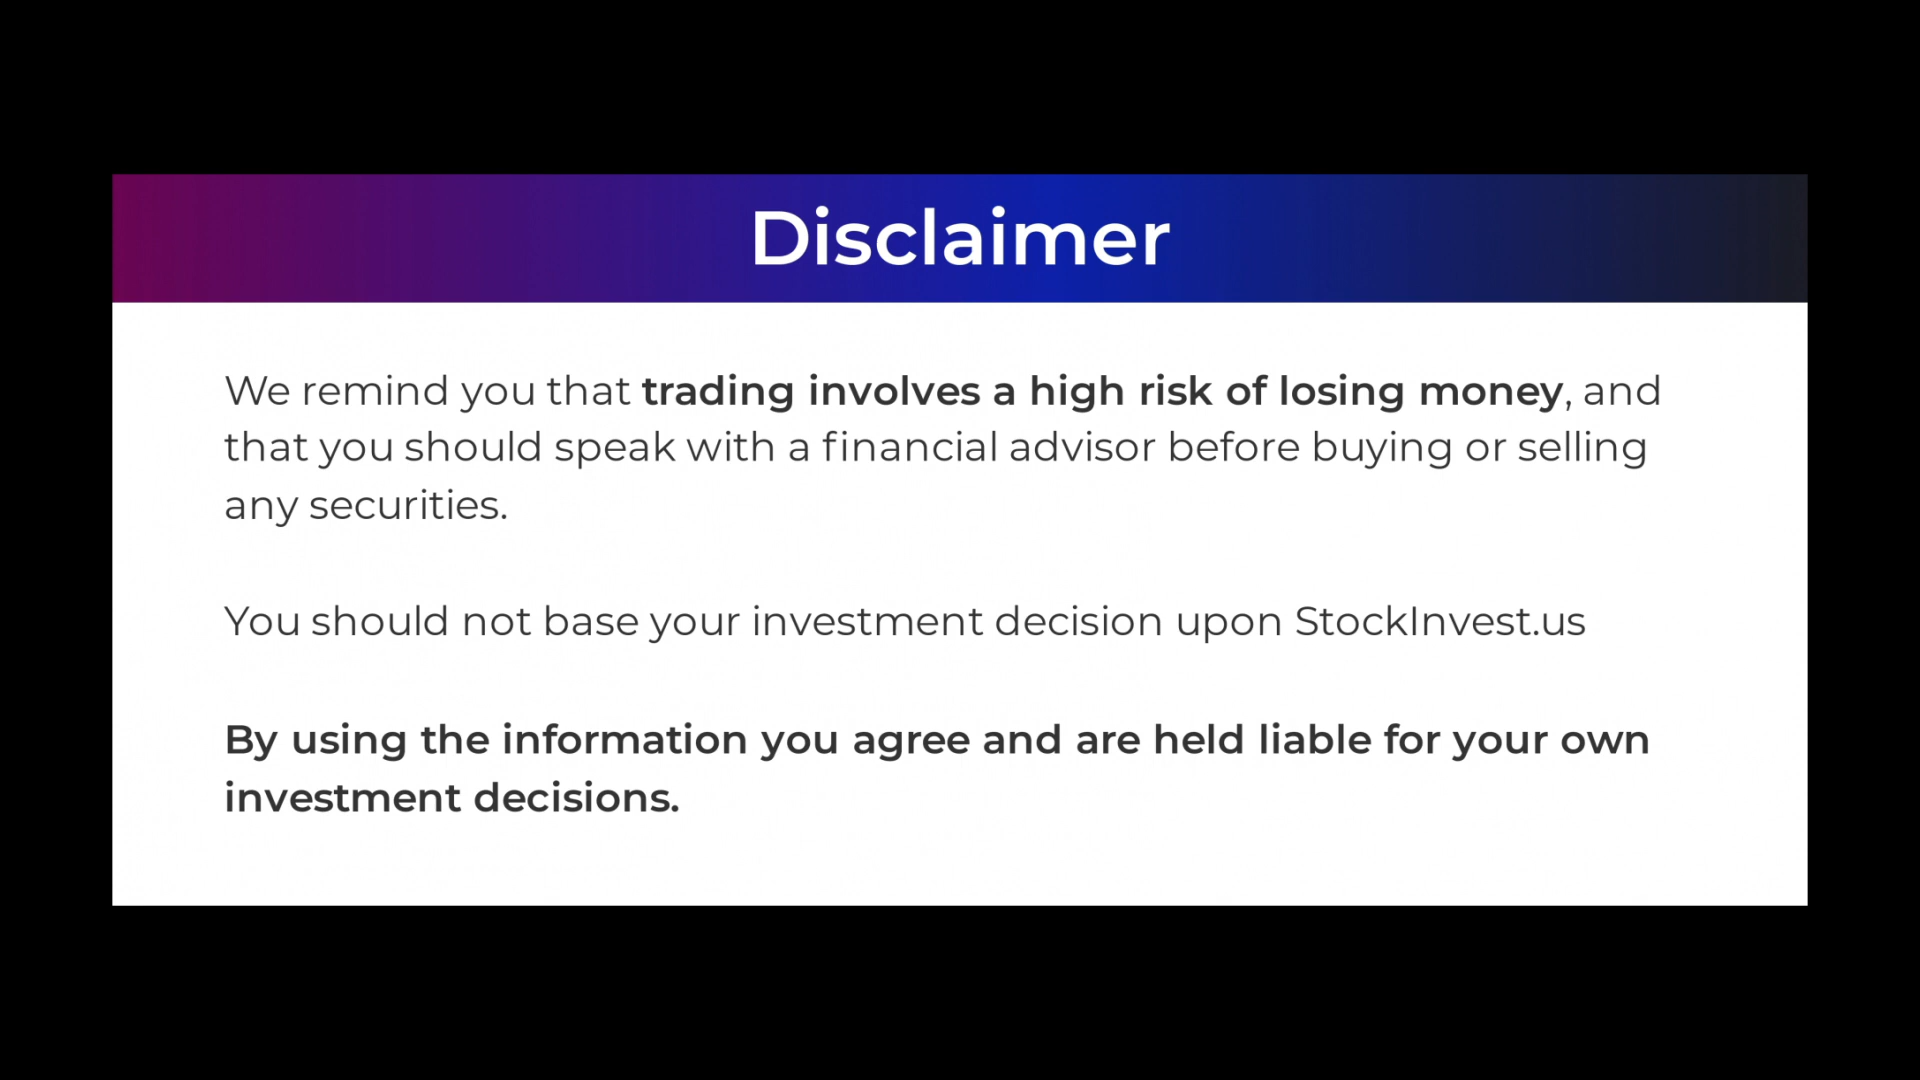 Disclaimer
We remind you that trading involves a high risk of losing money, and
that you should speak with a financial advisor before buying or selling
any securities.
You should not base your investment decision upon StockInvest.us
By using the information you agree and are held liable for your own
investment decisions.